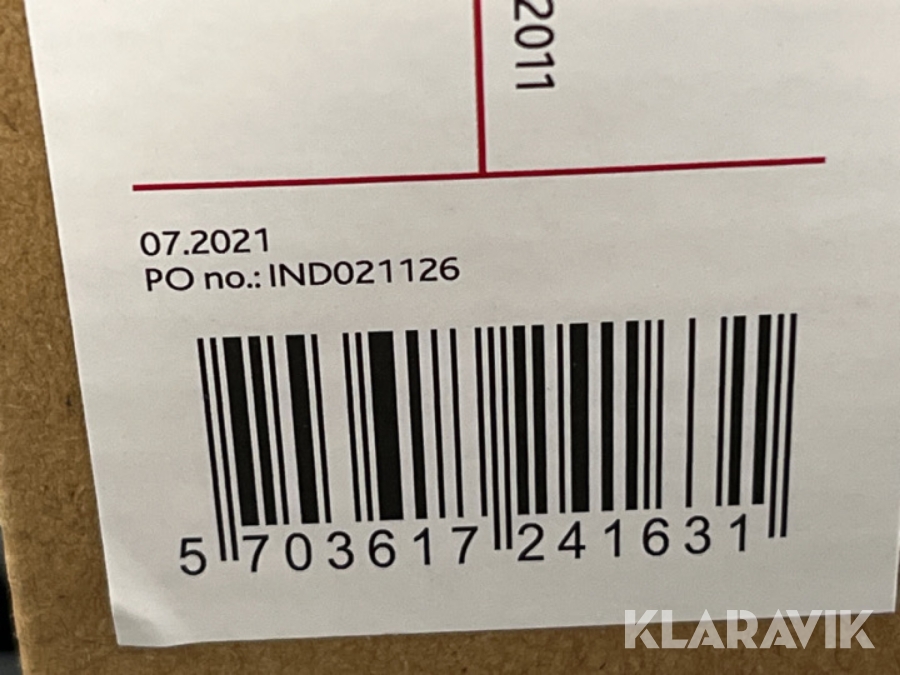 2011
07.2021
PO no.: IND021126
5 703617 241631
KLARAVIK